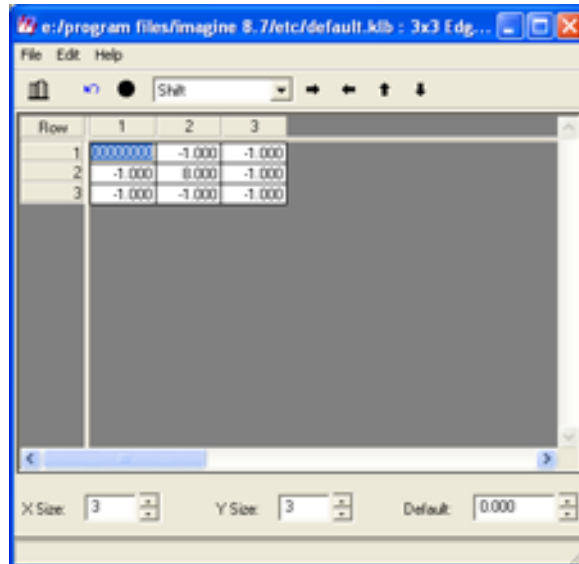 e:/program files/imagine 8.7/etc/default.klb : 3x3 Edg...
File Edit Help
Shift
Row 1 2 3
1 00000000 -1.000 -1.000
2 -1.000 8.000 -1.000
3 -1.000 -1.000 -1.000
X Size: 3 Y Size: 3 Default: 0.000